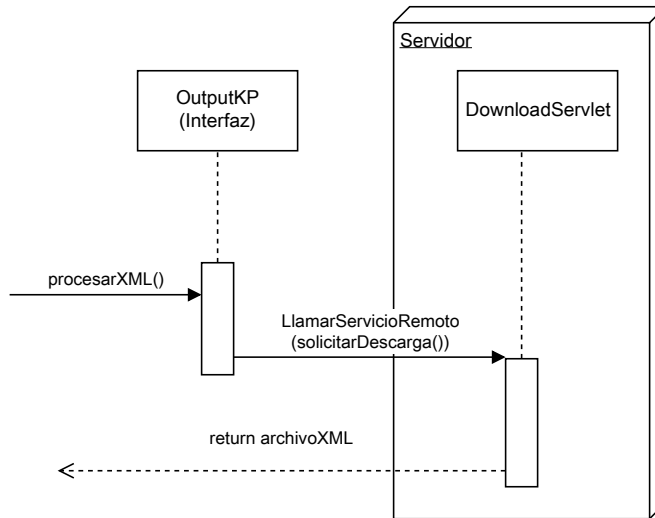 Servidor
OutputKP
(Interfaz)
DownloadServlet
procesarXML()
LlamarServicioRemoto
(solicitarDescarga())
return archivoXML